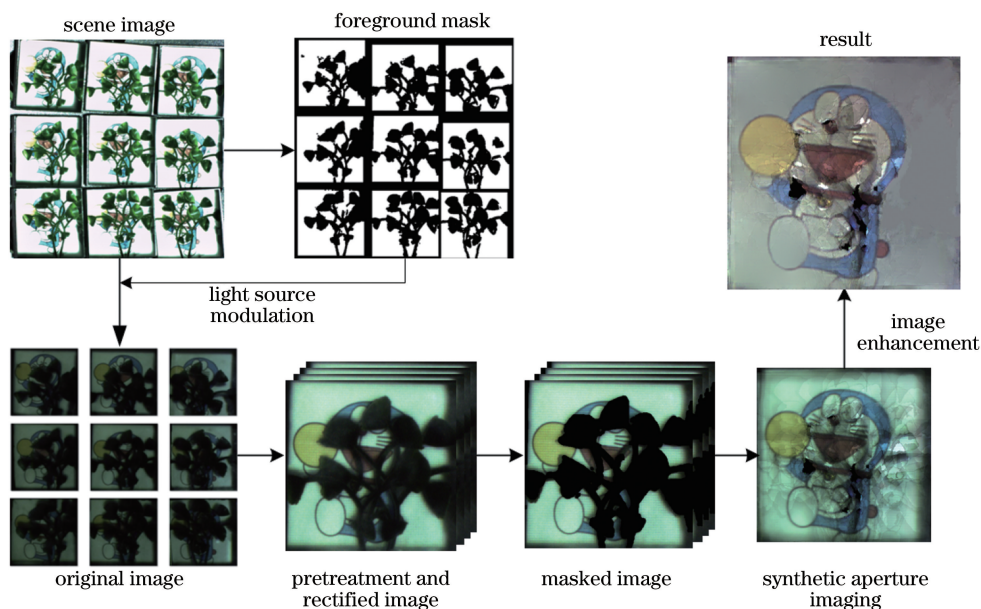 scene image
foreground mask
result
light source
modulation
image
enhancement
original image
pretreatment and
rectified image
masked image
synthetic aperture
imaging